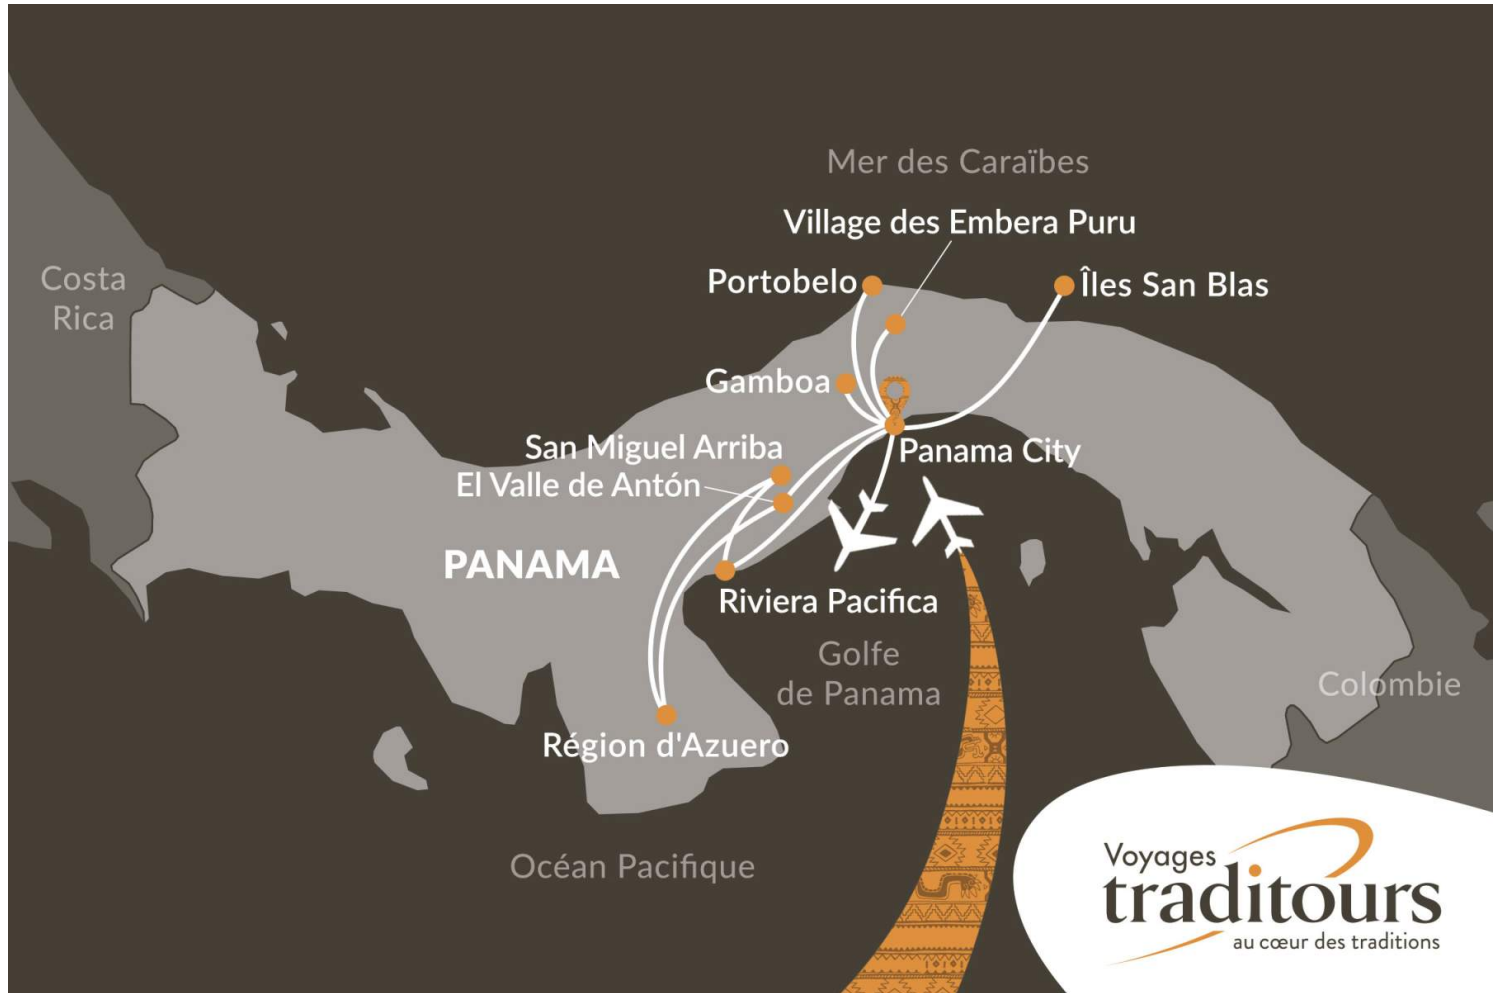 Mer des Caraïbes
Village des Embera Puru
Costa
Rica
Portobelo
Îles San Blas
Gamboa
San Miguel Arriba
Panama City
El Valle de Antón
PANAMA
Riviera Pacifica
Golfe
de Panama
Colombie
Région d'Azuero
Océan Pacifique
Voyages
traditours
au cœur des traditions